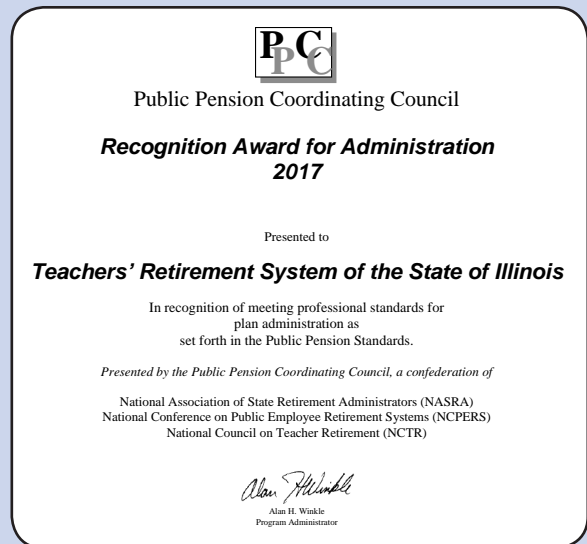 PPCC
Public Pension Coordinating Council
Recognition Award for Administration
2017
Presented to
Teachers’ Retirement System of the State of Illinois
In recognition of meeting professional standards for
plan administration as
set forth in the Public Pension Standards.
Presented by the Public Pension Coordinating Council, a confederation of
National Association of State Retirement Administrators (NASRA)
National Conference on Public Employee Retirement Systems (NCPERS)
National Council on Teacher Retirement (NCTR)
Alan H Winkle
Alan H. Winkle
Program Administrator